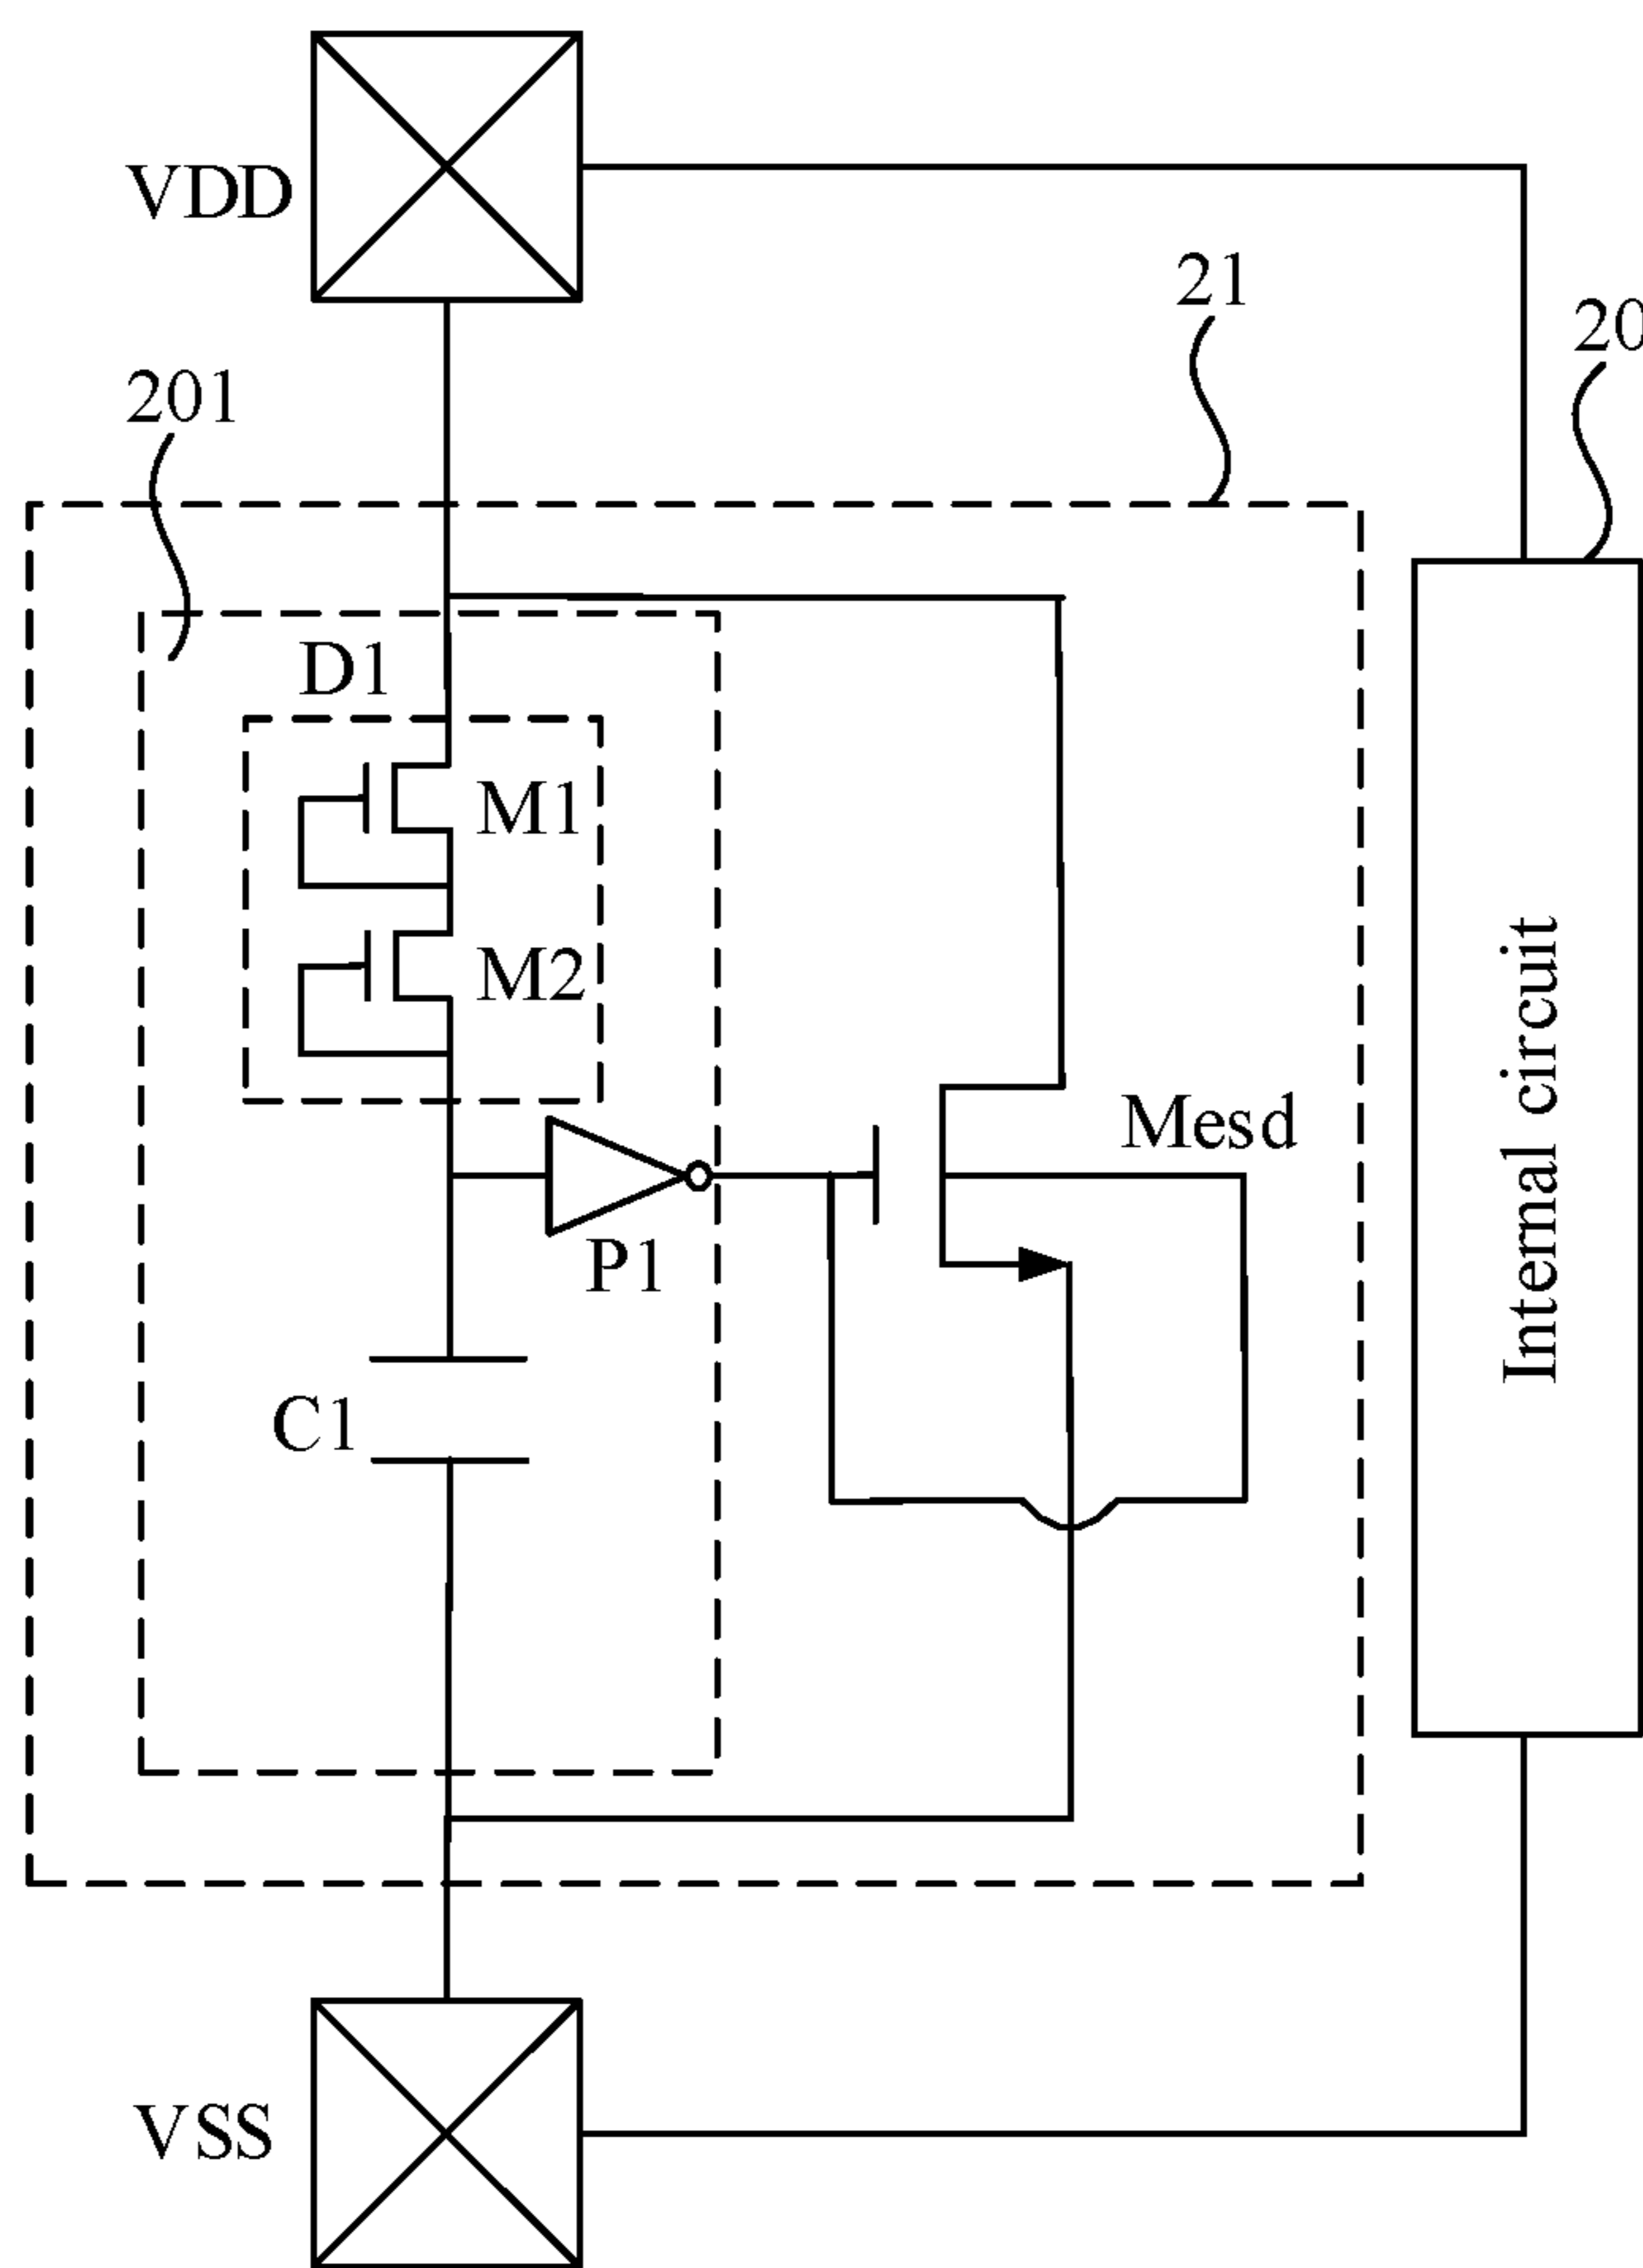 VDD
21
20
201
D1
M1
M2
Mesd
P1
C1
Internal circuit
VSS